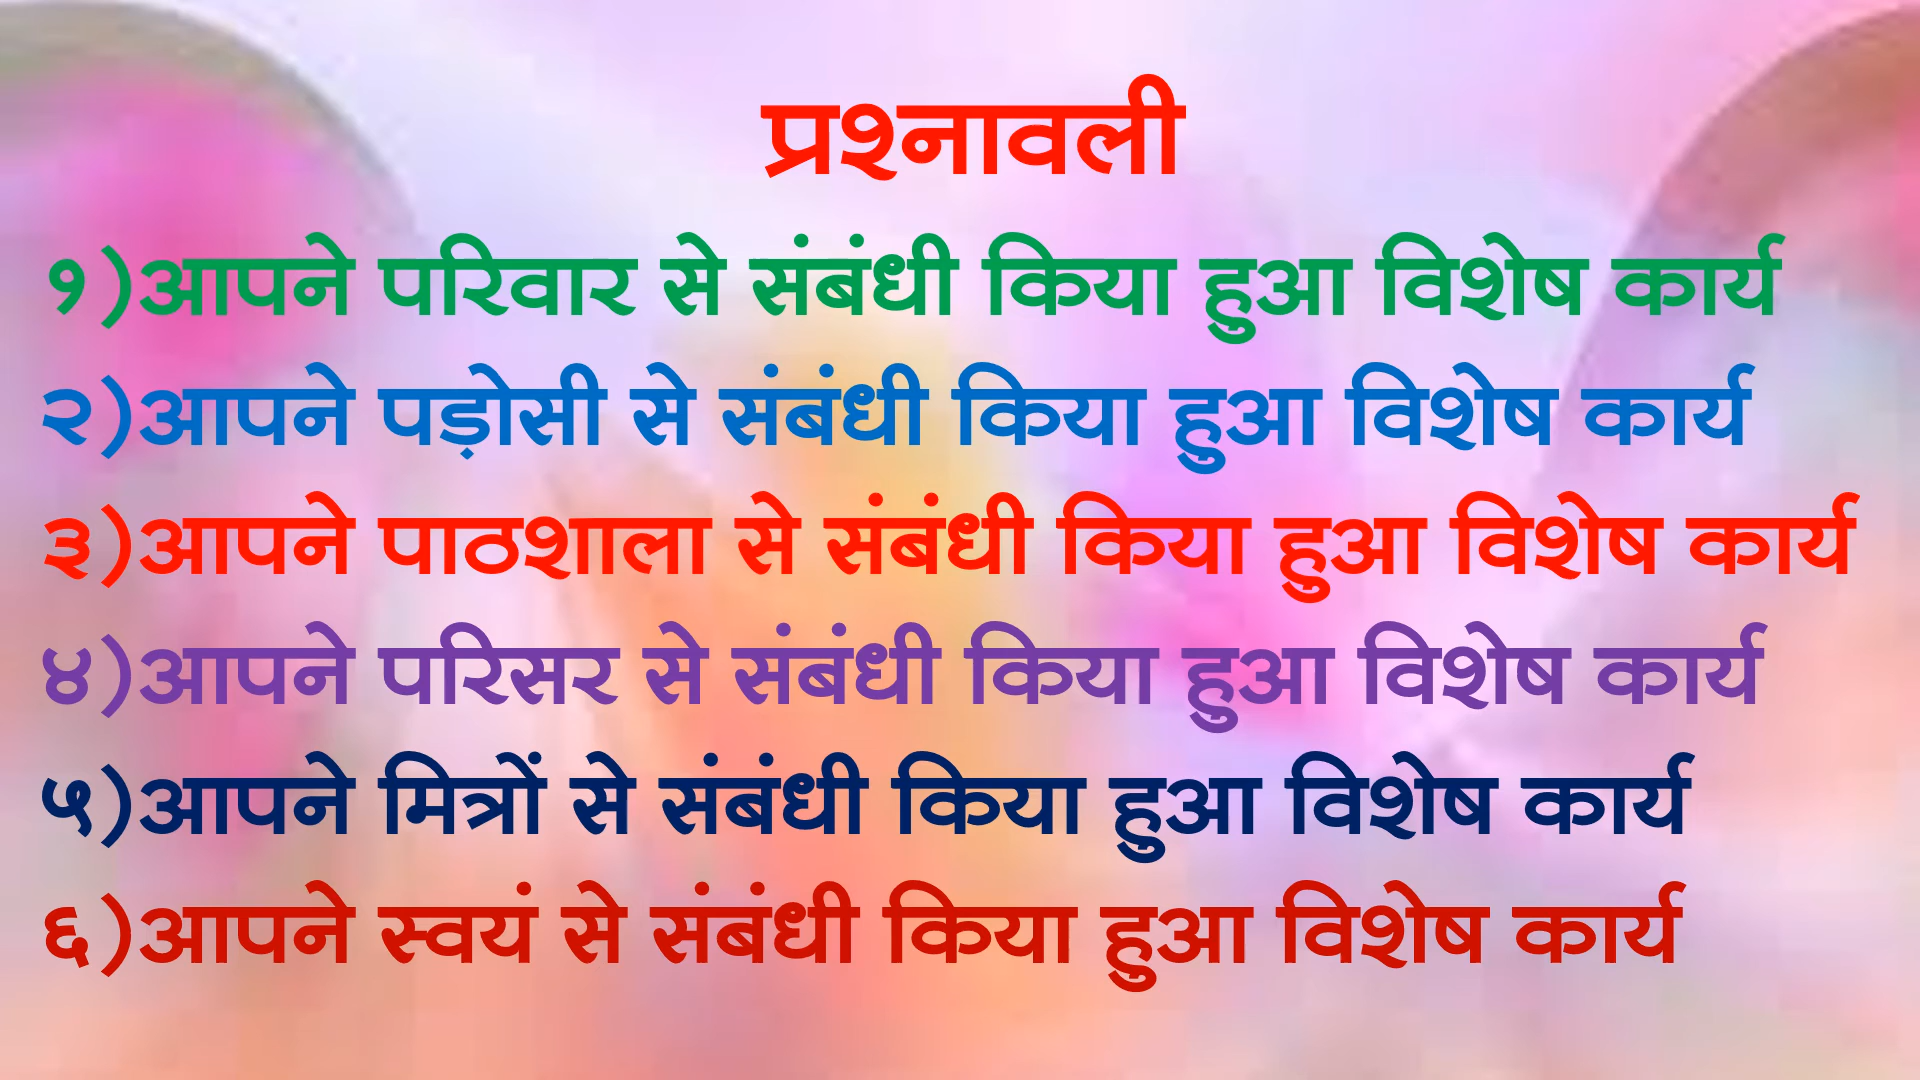 प्रश्नावली
१)आपने परिवार से संबंधी किया हुआ विशेष कार्य
२)आपने पड़ोसी से संबंधी किया हुआ विशेष कार्य
३)आपने पाठशाला से संबंधी किया हुआ विशेष कार्य
४)आपने परिसर से संबंधी किया हुआ विशेष कार्य
५)आपने मित्रों से संबंधी किया हुआ विशेष कार्य
६)आपने स्वयं से संबंधी किया हुआ विशेष कार्य